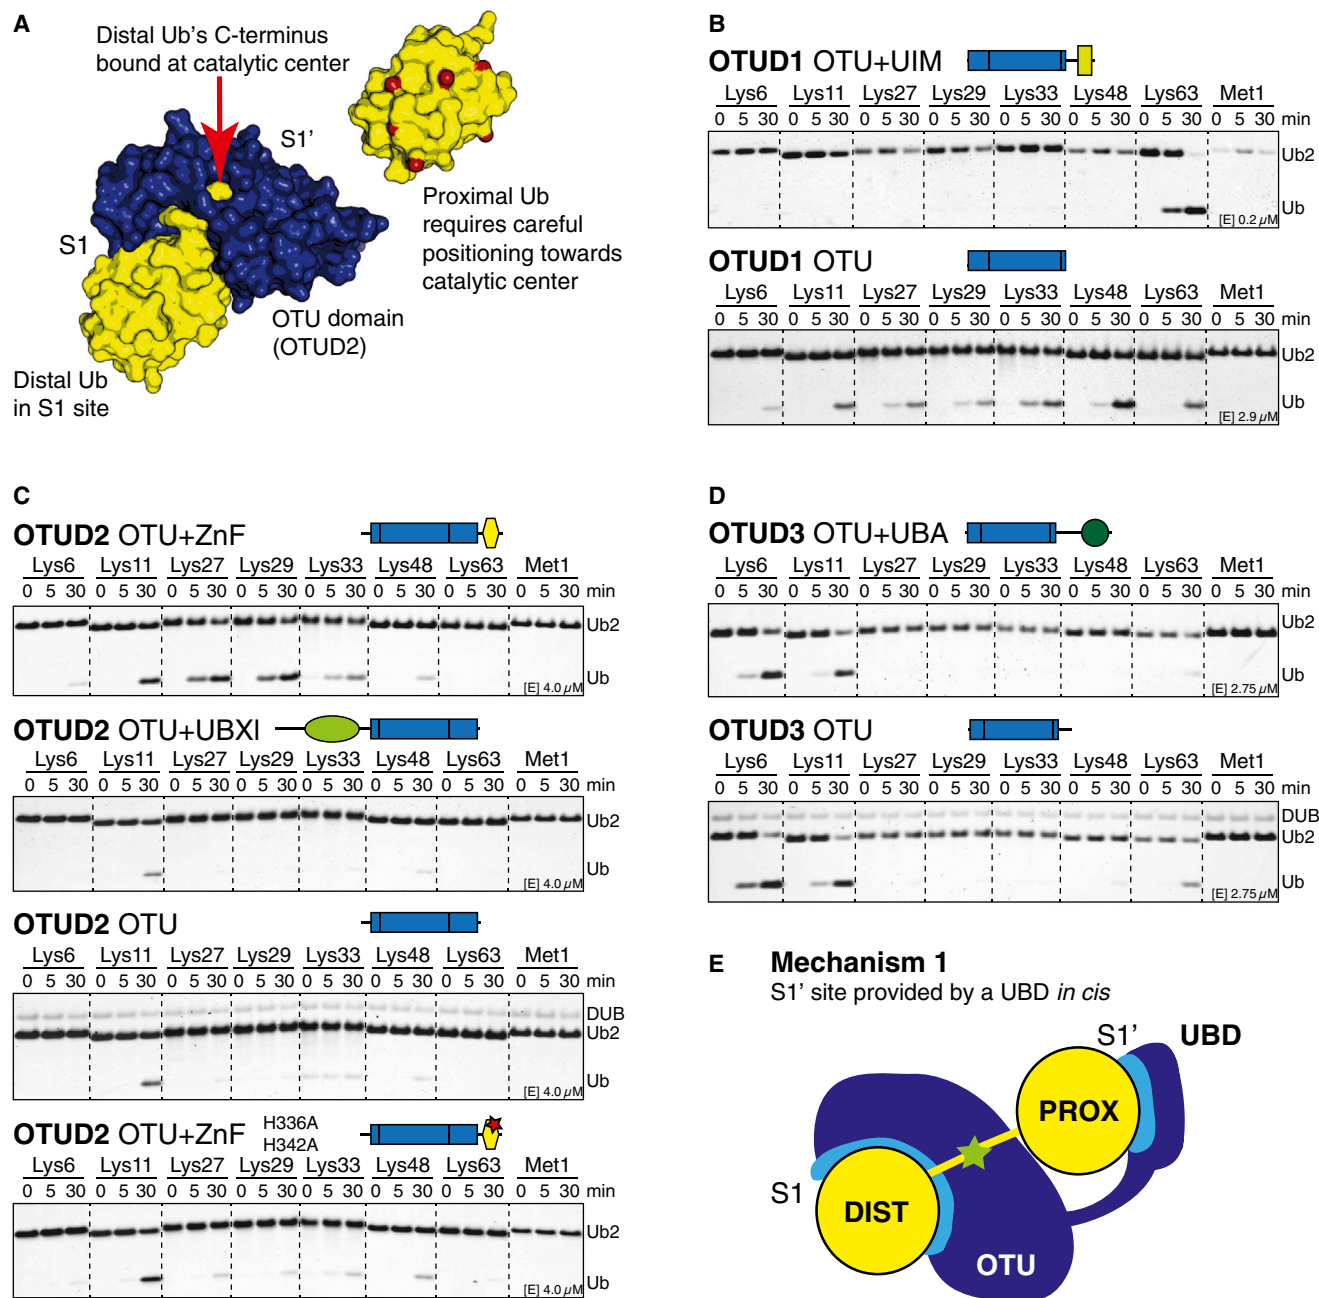 A
Distal Ub's C-terminus
bound at catalytic center
S1'
S1
Proximal Ub
requires careful
positioning towards
catalytic center
OTU domain
(OTUD2)
Distal Ub
in S1 site
B
OTUD1 OTU+UIM
Lys6 Lys11 Lys27 Lys29 Lys33 Lys48 Lys63 Met1
0 5 30 0 5 30 0 5 30 0 5 30 0 5 30 0 5 30 0 5 30 0 5 30 min
Ub2
Ub
[E] 0.2 µM
OTUD1 OTU
Lys6 Lys11 Lys27 Lys29 Lys33 Lys48 Lys63 Met1
0 5 30 0 5 30 0 5 30 0 5 30 0 5 30 0 5 30 0 5 30 0 5 30 min
Ub2
Ub
[E] 2.9 µM
C
OTUD2 OTU+ZnF
Lys6 Lys11 Lys27 Lys29 Lys33 Lys48 Lys63 Met1
0 5 30 0 5 30 0 5 30 0 5 30 0 5 30 0 5 30 0 5 30 0 5 30 min
Ub2
Ub
[E] 4.0 µM
OTUD2 OTU+UBXl
Lys6 Lys11 Lys27 Lys29 Lys33 Lys48 Lys63 Met1
0 5 30 0 5 30 0 5 30 0 5 30 0 5 30 0 5 30 0 5 30 0 5 30 min
Ub2
Ub
[E] 4.0 µM
OTUD2 OTU
Lys6 Lys11 Lys27 Lys29 Lys33 Lys48 Lys63 Met1
0 5 30 0 5 30 0 5 30 0 5 30 0 5 30 0 5 30 0 5 30 0 5 30 min
DUB
Ub2
Ub
[E] 4.0 µM
OTUD2 OTU+ZnF H336A
H342A
Lys6 Lys11 Lys27 Lys29 Lys33 Lys48 Lys63 Met1
0 5 30 0 5 30 0 5 30 0 5 30 0 5 30 0 5 30 0 5 30 0 5 30 min
Ub2
Ub
[E] 4.0 µM
D
OTUD3 OTU+UBA
Lys6 Lys11 Lys27 Lys29 Lys33 Lys48 Lys63 Met1
0 5 30 0 5 30 0 5 30 0 5 30 0 5 30 0 5 30 0 5 30 0 5 30 min
Ub2
Ub
[E] 2.75 µM
OTUD3 OTU
Lys6 Lys11 Lys27 Lys29 Lys33 Lys48 Lys63 Met1
0 5 30 0 5 30 0 5 30 0 5 30 0 5 30 0 5 30 0 5 30 0 5 30 min
DUB
Ub2
Ub
[E] 2.75 µM
E Mechanism 1
S1' site provided by a UBD in cis
S1' UBD
PROX
S1
DIST
OTU